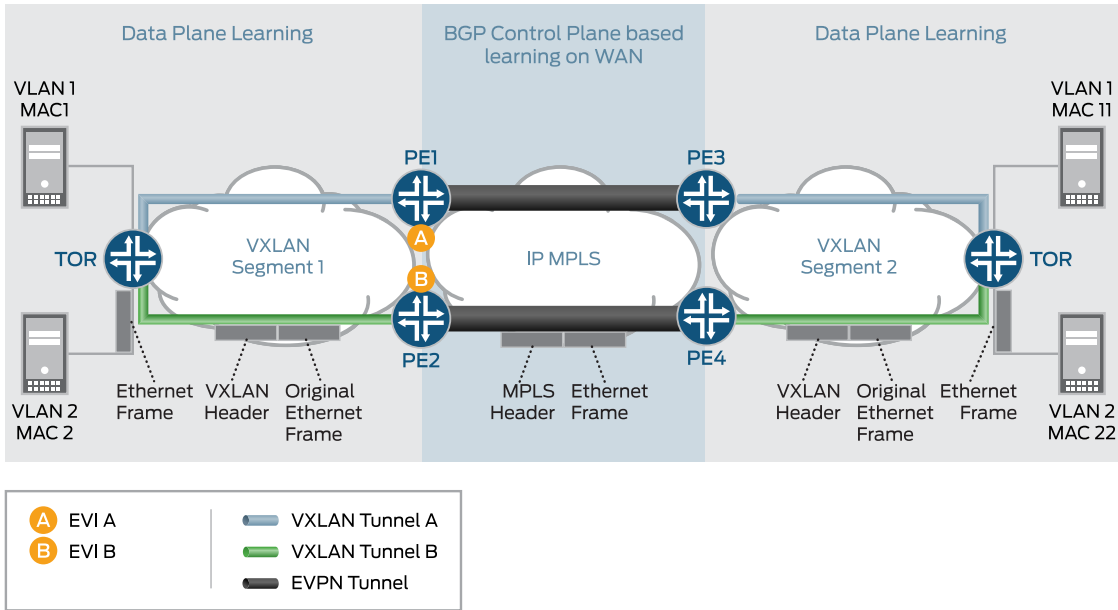 Data Plane Learning
BGP Control Plane based
learning on WAN
Data Plane Learning
VLAN 1
MAC1
VLAN 1
MAC 11
PE1
PE3
TOR
VXLAN
Segment 1
A
B
IP MPLS
VXLAN
Segment 2
TOR
PE2
PE4
VLAN 2
MAC 2
Ethernet
Frame
VXLAN
Header
Original
Ethernet
Frame
MPLS
Header
Ethernet
Frame
VXLAN
Header
Original
Ethernet
Frame
Ethernet
Frame
VLAN 2
MAC 22
A EVI A
B EVI B
VXLAN Tunnel A
VXLAN Tunnel B
EVPN Tunnel